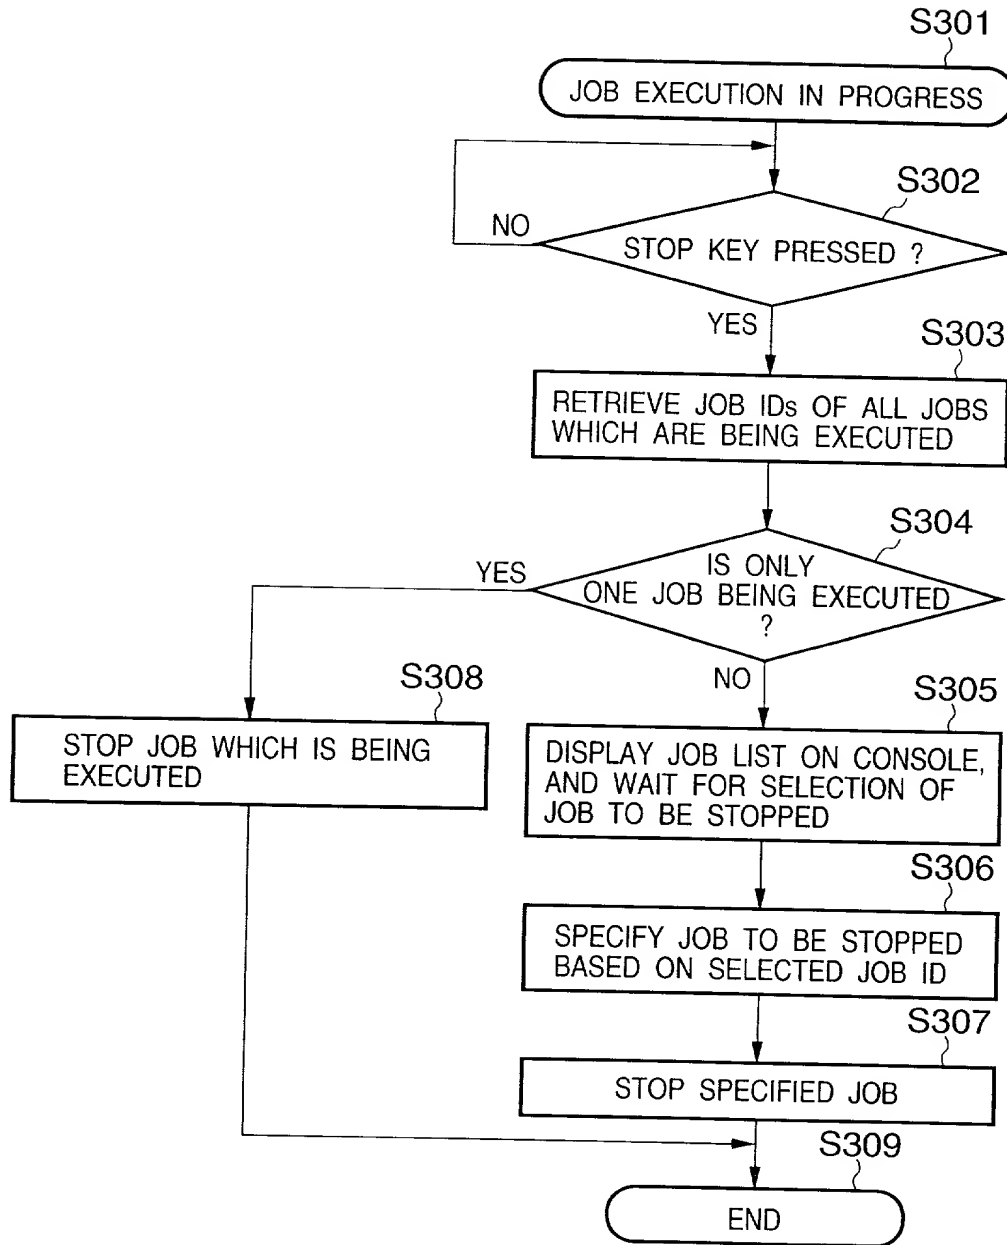 S301
JOB EXECUTION IN PROGRESS
S302
NO
STOP KEY PRESSED ?
YES
S303
RETRIEVE JOB IDs OF ALL JOBS
WHICH ARE BEING EXECUTED
S304
YES
IS ONLY
ONE JOB BEING EXECUTED
?
NO
S308
STOP JOB WHICH IS BEING
EXECUTED
S305
DISPLAY JOB LIST ON CONSOLE,
AND WAIT FOR SELECTION OF
JOB TO BE STOPPED
S306
SPECIFY JOB TO BE STOPPED
BASED ON SELECTED JOB ID
S307
STOP SPECIFIED JOB
S309
END